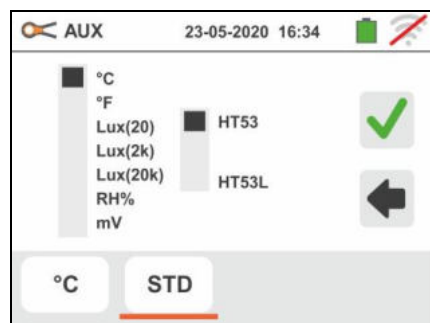 AUX 23-05-2020 16:34
°C
°F
Lux(20)
Lux(2k)
Lux(20k)
RH%
mV
HT53
HT53L
°C STD